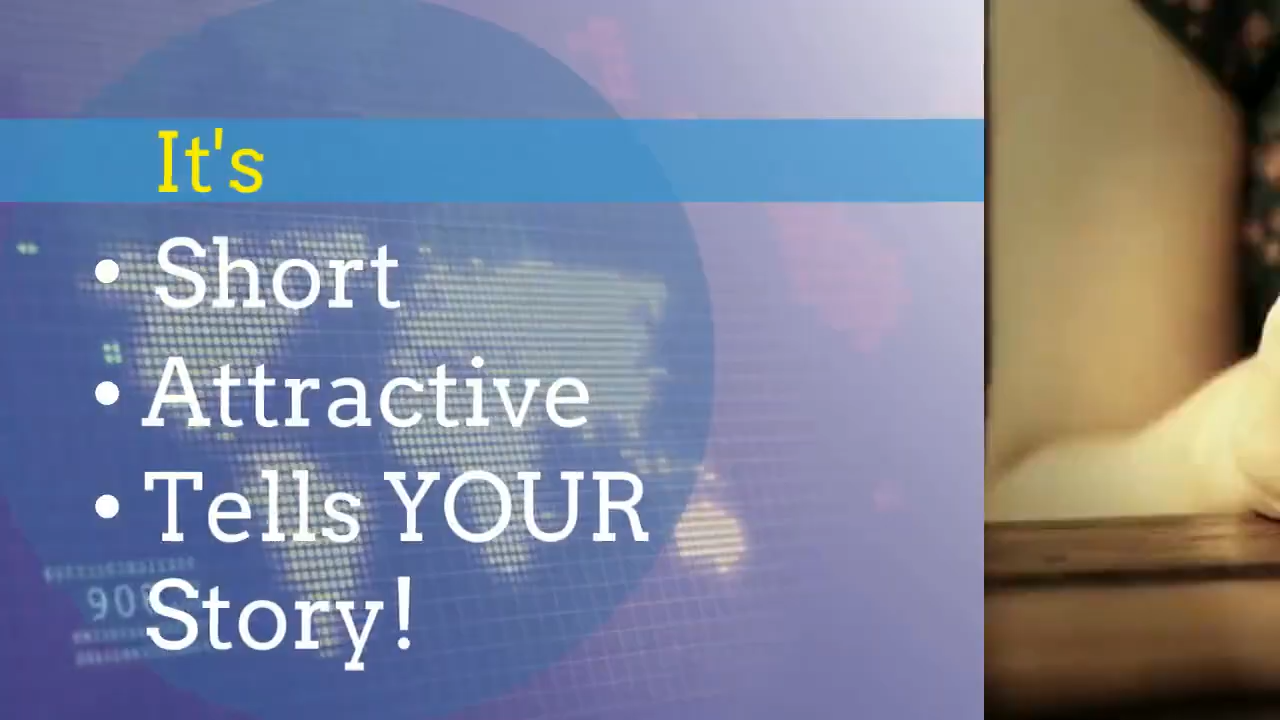 It's
• Short
• Attractive
• Tells YOUR
Story!